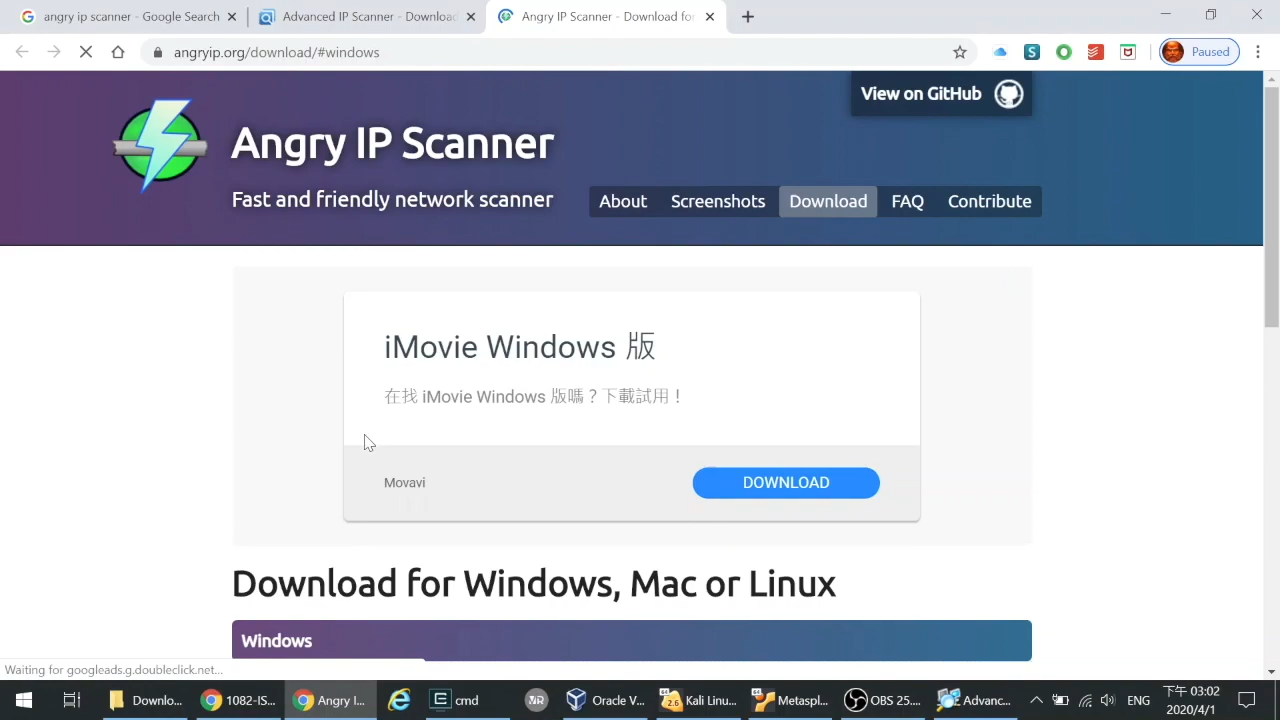 angry ip scanner - Google Search
Advanced IP Scanner - Download
Angry IP Scanner - Download for
angryip.org/download/#windows
Paused
View on GitHub
Angry IP Scanner
Fast and friendly network scanner
About
Screenshots
Download
FAQ
Contribute
iMovie Windows 版
在找 iMovie Windows 版嗎？下載試用！
Movavi
DOWNLOAD
Download for Windows, Mac or Linux
Windows
Waiting for googleads.g.doubleclick.net...
Downlo...
1082-IS...
Angry I...
cmd
Oracle V...
Kali Linu...
Metaspl...
OBS 25....
Advanc...
ENG
下午 03:02
2020/4/1